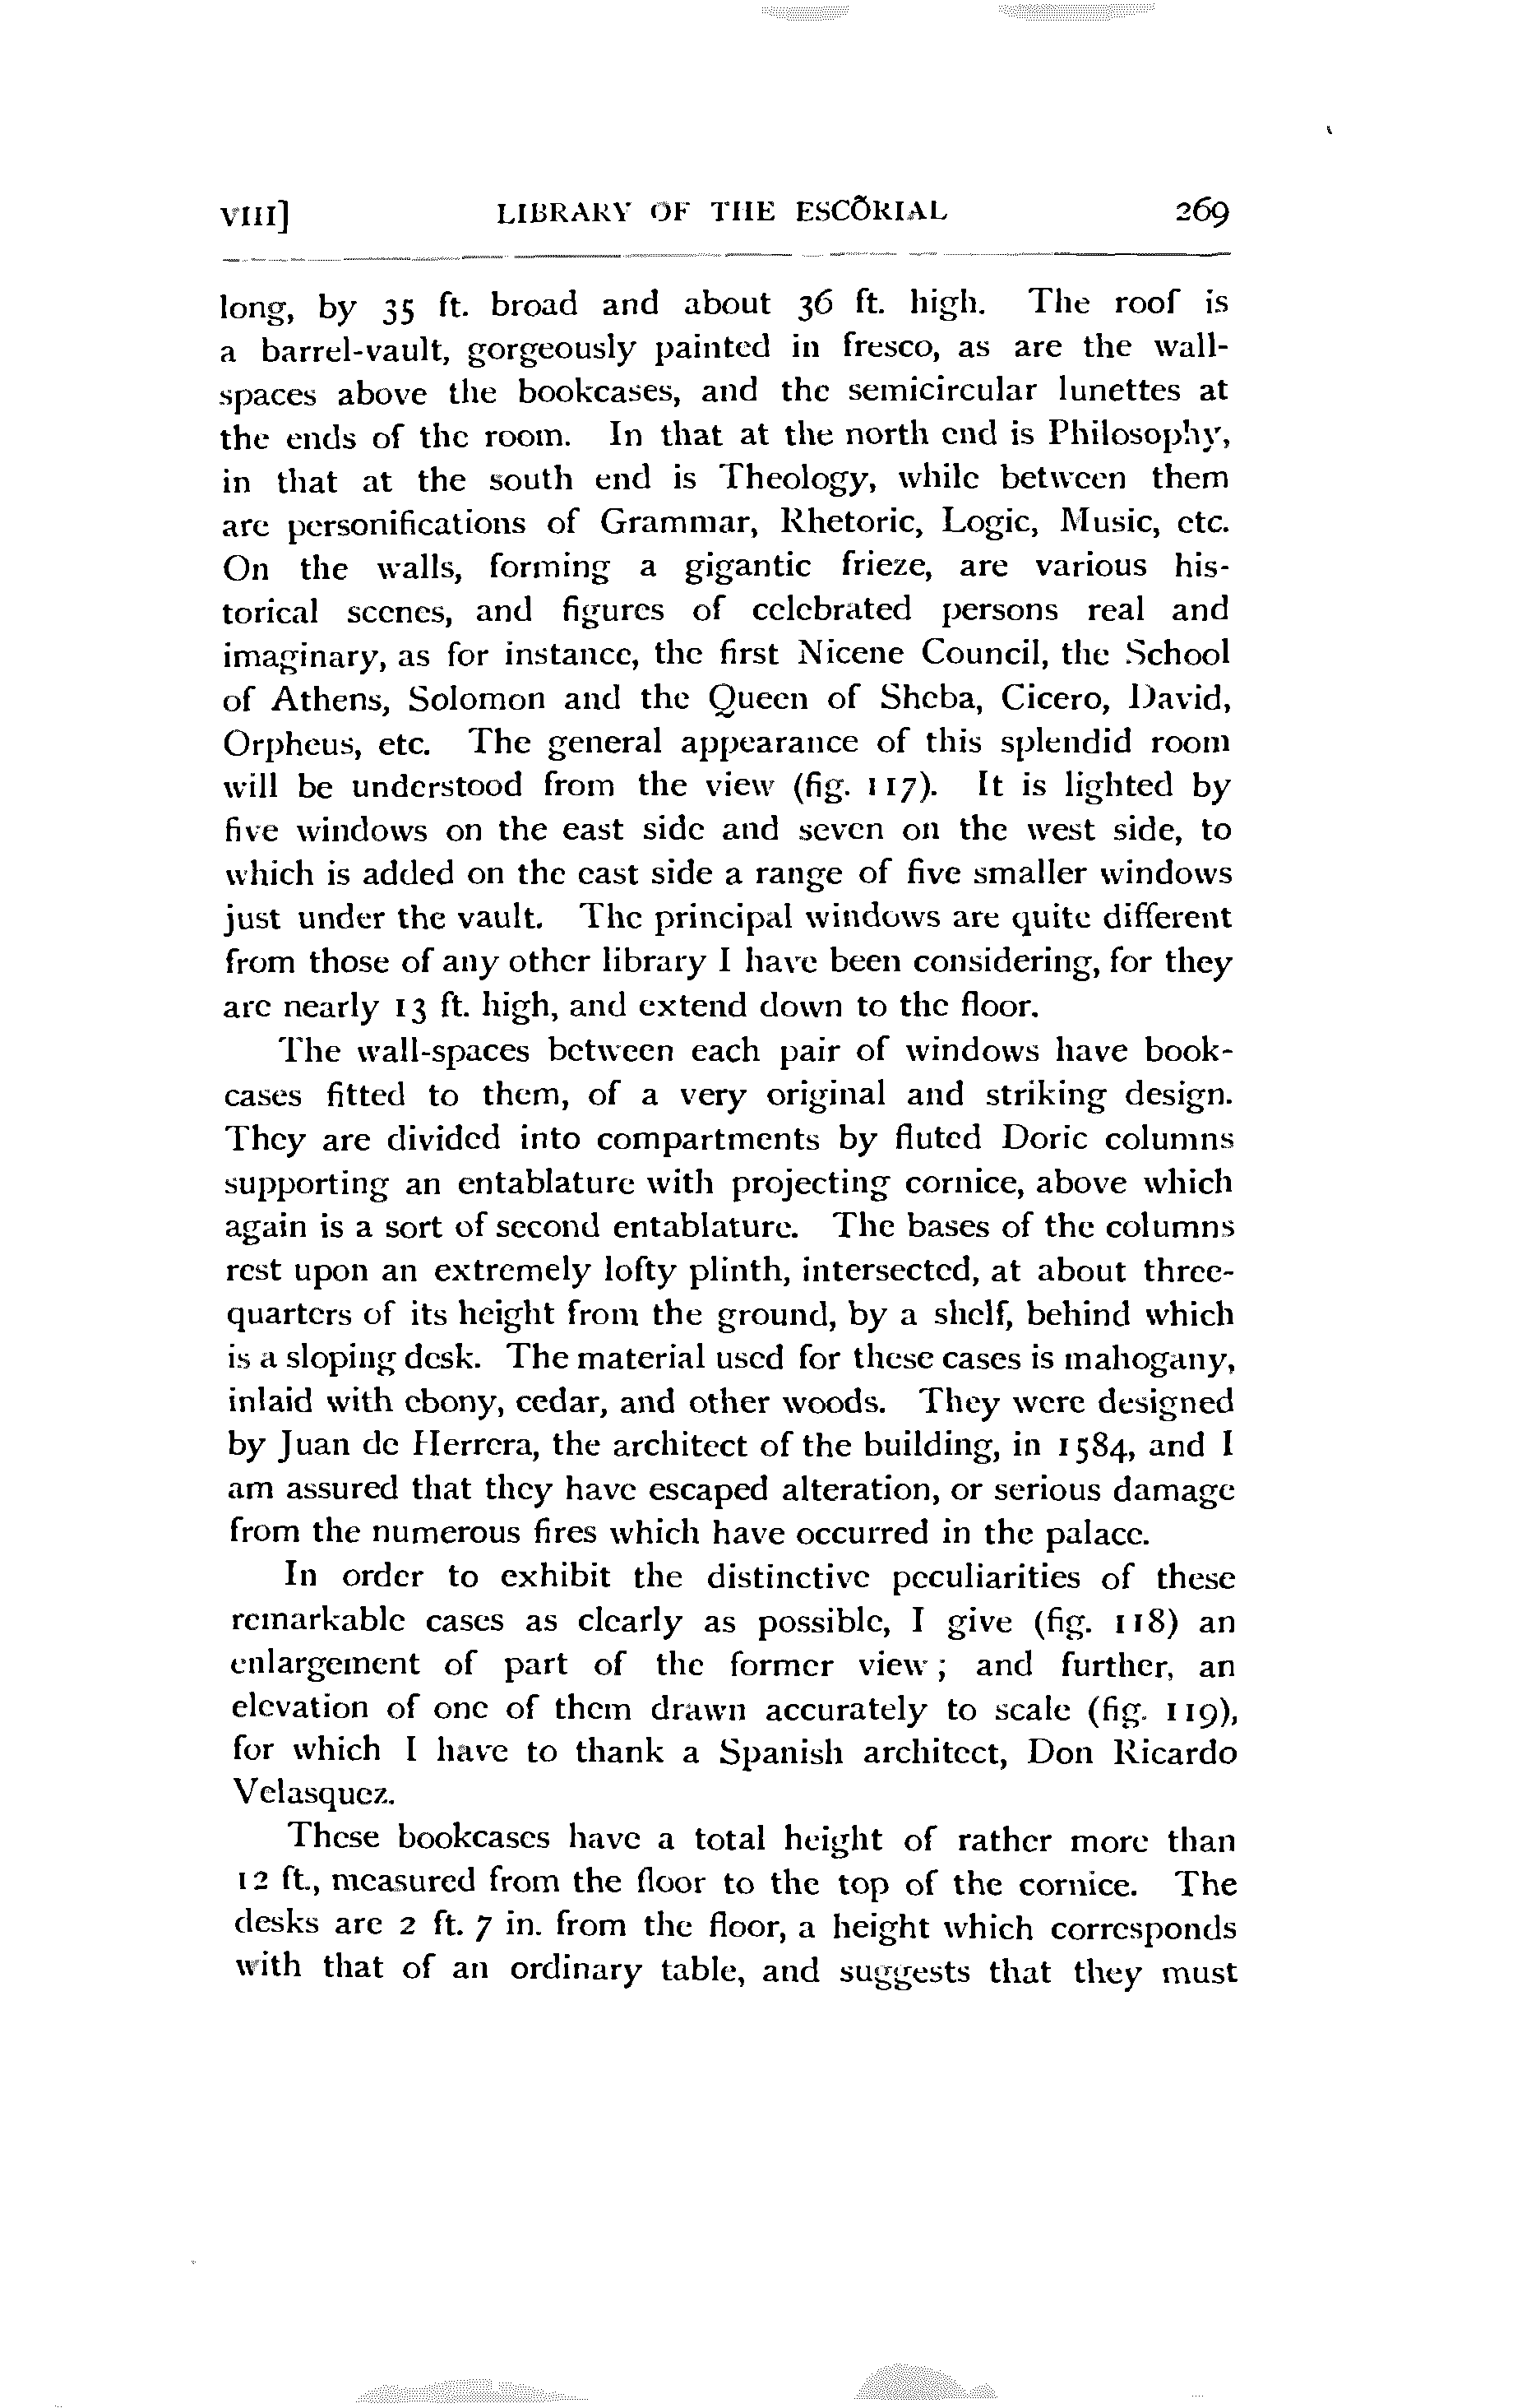 VIII] LIBRARY OF THE ESCÕRIAL 269
long, by 35 ft. broad and about 36 ft. high. The roof is
a barrel-vault, gorgeously painted in fresco, as are the wall-
spaces above the bookcases, and the semicircular lunettes at
the ends of the room. In that at the north end is Philosophy,
in that at the south end is Theology, while between them
are personifications of Grammar, Rhetoric, Logic, Music, etc.
On the walls, forming a gigantic frieze, are various his-
torical scenes, and figures of celebrated persons real and
imaginary, as for instance, the first Nicene Council, the School
of Athens, Solomon and the Queen of Sheba, Cicero, David,
Orpheus, etc. The general appearance of this splendid room
will be understood from the view (fig. 117). It is lighted by
five windows on the east side and seven on the west side, to
which is added on the east side a range of five smaller windows
just under the vault. The principal windows are quite different
from those of any other library I have been considering, for they
are nearly 13 ft. high, and extend down to the floor.
The wall-spaces between each pair of windows have book-
cases fitted to them, of a very original and striking design.
They are divided into compartments by fluted Doric columns
supporting an entablature with projecting cornice, above which
again is a sort of second entablature. The bases of the columns
rest upon an extremely lofty plinth, intersected, at about three-
quarters of its height from the ground, by a shelf, behind which
is a sloping desk. The material used for these cases is mahogany,
inlaid with ebony, cedar, and other woods. They were designed
by Juan de Herrera, the architect of the building, in 1584, and I
am assured that they have escaped alteration, or serious damage
from the numerous fires which have occurred in the palace.
In order to exhibit the distinctive peculiarities of these
remarkable cases as clearly as possible, I give (fig. 118) an
enlargement of part of the former view; and further, an
elevation of one of them drawn accurately to scale (fig. 119),
for which I have to thank a Spanish architect, Don Ricardo
Velasquez.
These bookcases have a total height of rather more than
12 ft., measured from the floor to the top of the cornice. The
desks are 2 ft. 7 in. from the floor, a height which corresponds
with that of an ordinary table, and suggests that they must